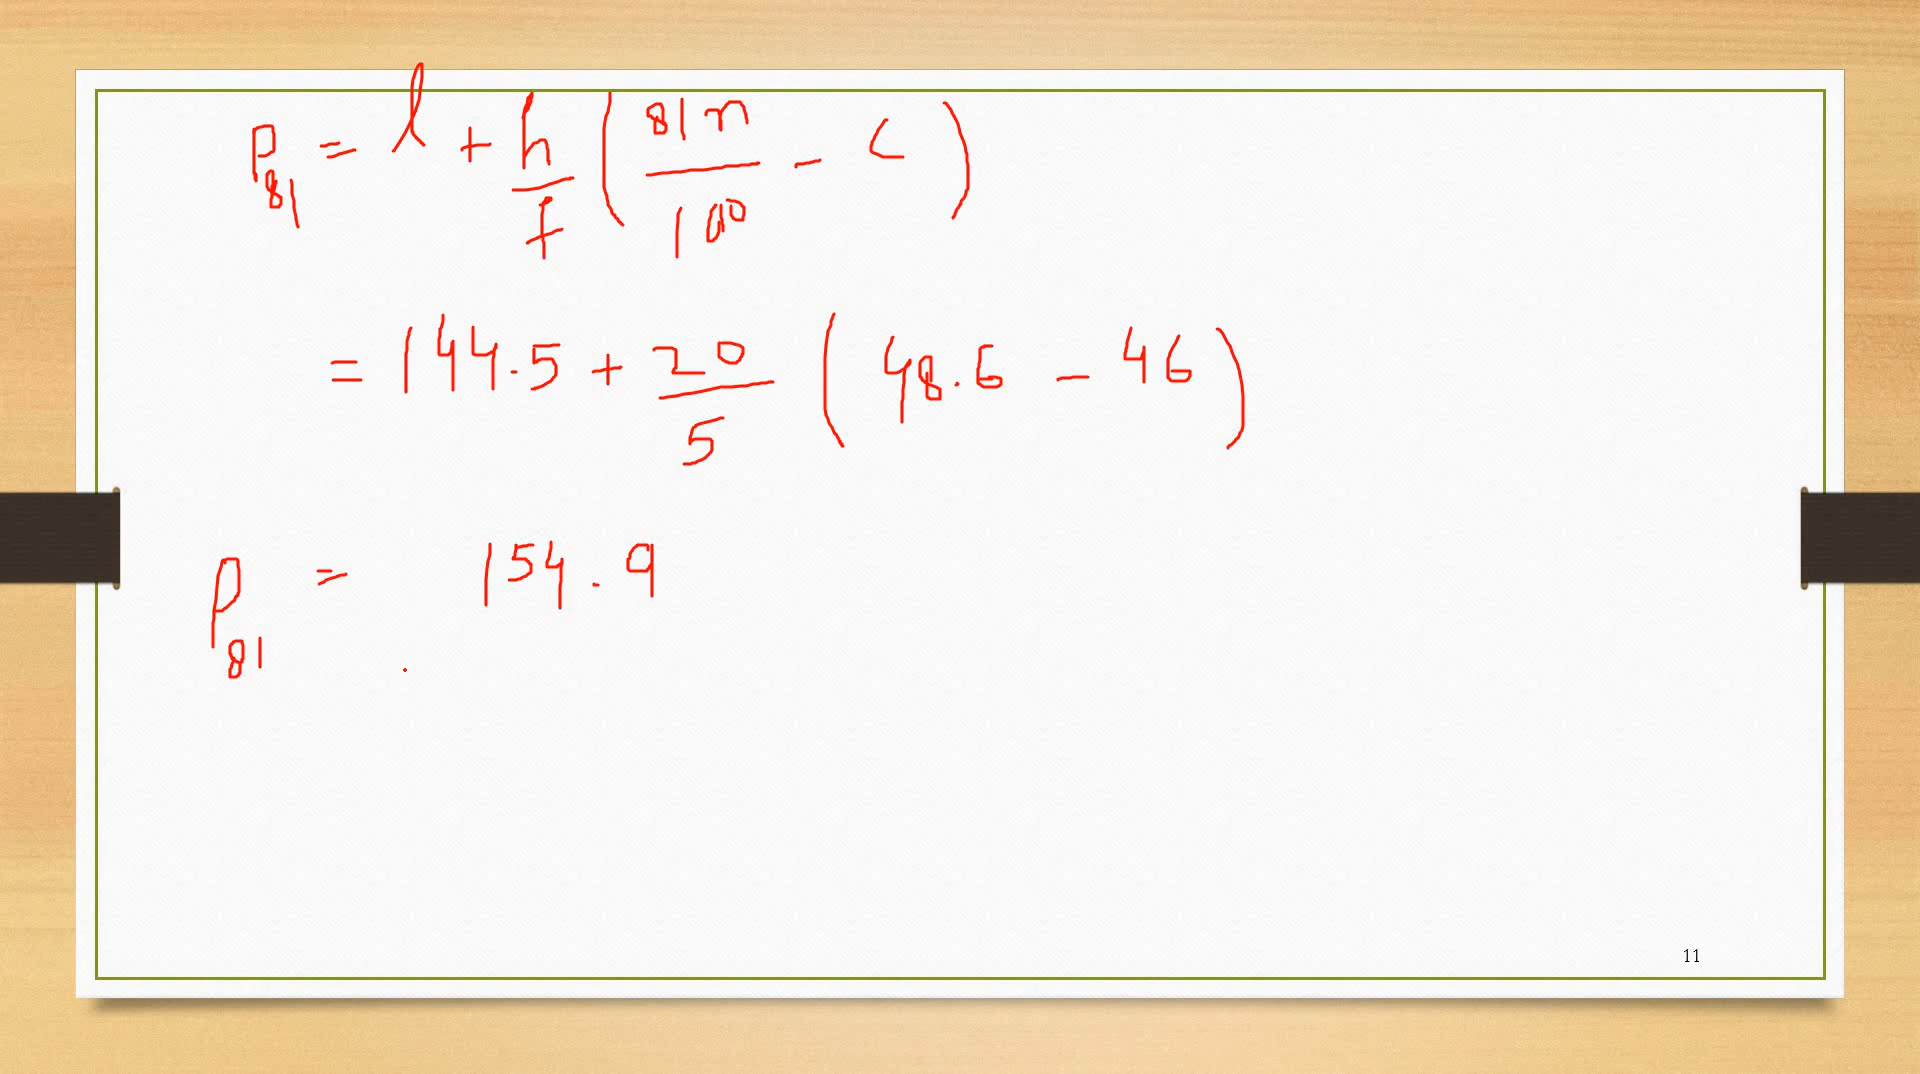 P₈₁ = l + h/f ( 81n/100 - C )
= 144.5 + 20/5 ( 48.6 - 46 )
P₈₁ = 154.9
11